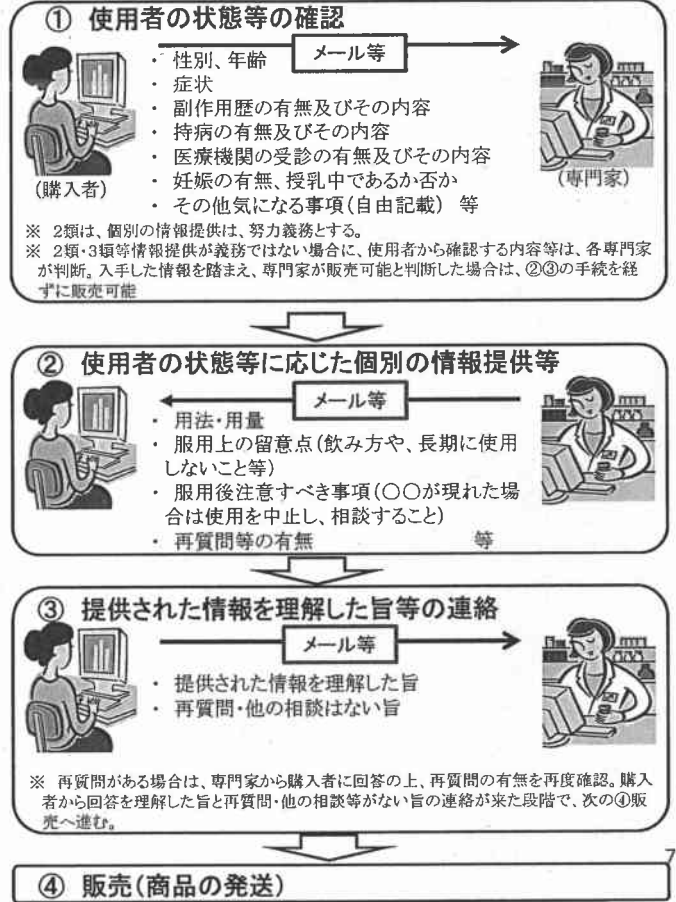 ① 使用者の状態等の確認
メール等
・ 性別、年齢
・ 症状
・ 副作用歴の有無及びその内容
・ 持病の有無及びその内容
・ 医療機関の受診の有無及びその内容
・ 妊娠の有無、授乳中であるか否か
・ その他気になる事項(自由記載) 等
(購入者)
(専門家)
※ 2類は、個別の情報提供は、努力義務とする。
※ 2類・3類等情報提供が義務ではない場合に、使用者から確認する内容等は、各専門家
が判断。入手した情報を踏まえ、専門家が販売可能と判断した場合は、②③の手続を経
ずに販売可能
② 使用者の状態等に応じた個別の情報提供等
メール等
・ 用法・用量
・ 服用上の留意点(飲み方や、長期に使用
しないこと等)
・ 服用後注意すべき事項(○○が現れた場
合は使用を中止し、相談すること)
・ 再質問等の有無 等
③ 提供された情報を理解した旨等の連絡
メール等
・ 提供された情報を理解した旨
・ 再質問・他の相談はない旨
※ 再質問がある場合は、専門家から購入者に回答の上、再質問の有無を再度確認。購入
者から回答を理解した旨と再質問・他の相談等がない旨の連絡が来た段階で、次の④販
売へ進む。
7
④ 販売(商品の発送)